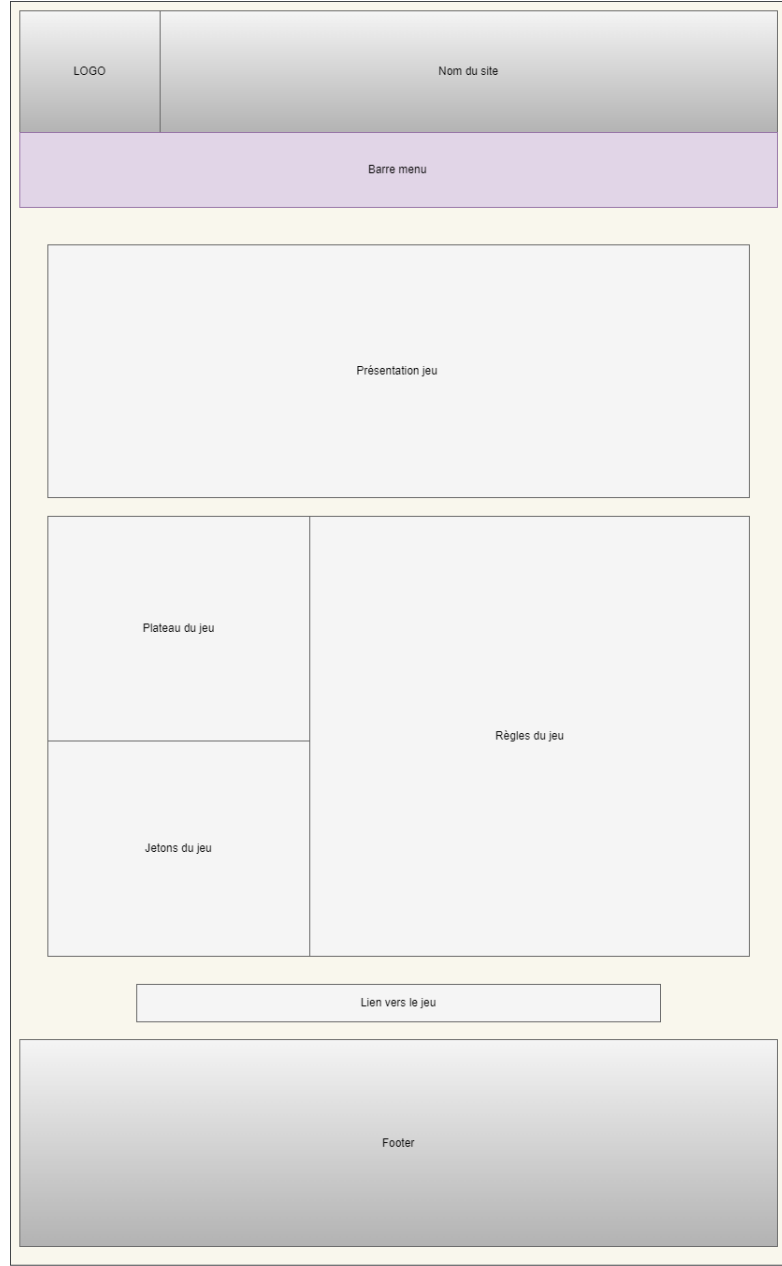 LOGO
Nom du site
Barre menu
Présentation jeu
Plateau du jeu
Règles du jeu
Jetons du jeu
Lien vers le jeu
Footer